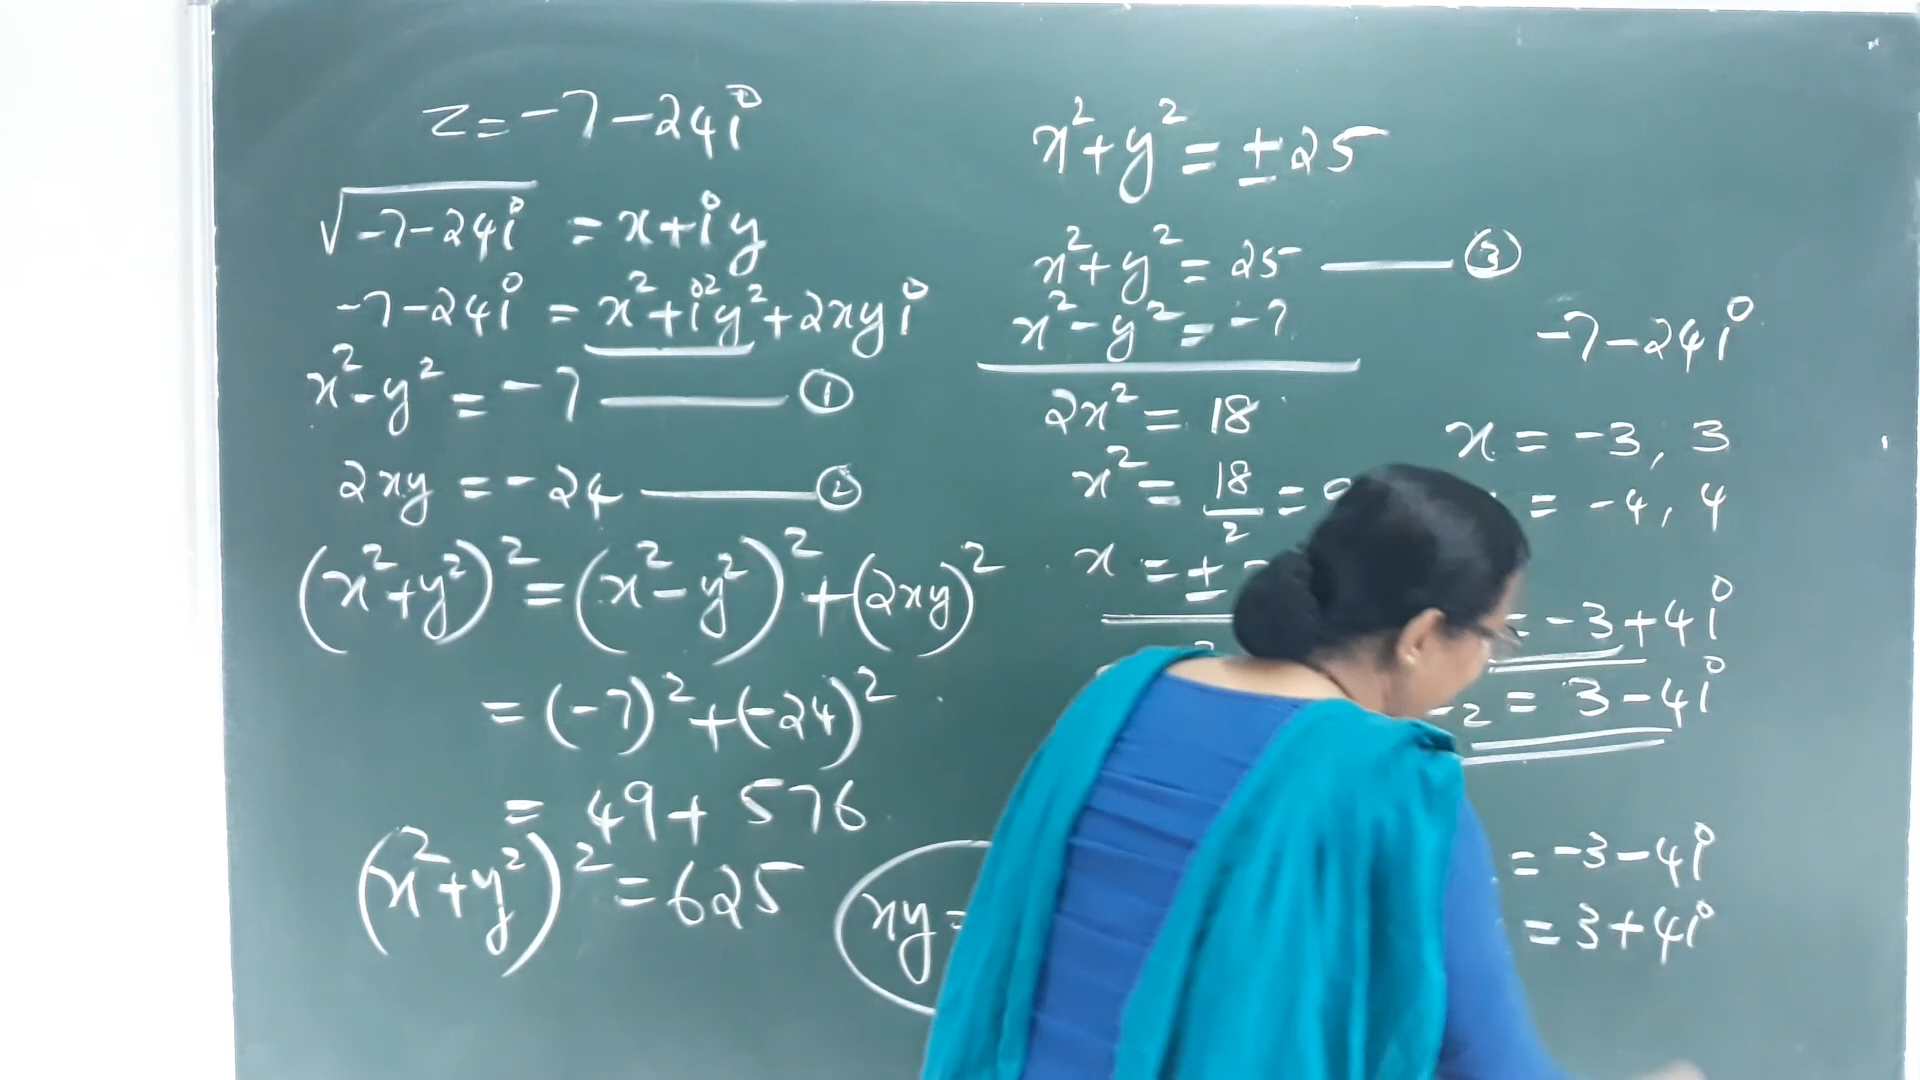 z = -7 - 24i
√-7-24i = x + iy
-7 - 24i = x² + i²y² + 2xyi
x² - y² = -7 ——— ①
2xy = -24 ——— ②
(x² + y²)² = (x² - y²)² + (2xy)²
= (-7)² + (-24)²
= 49 + 576
(x² + y²)² = 625
xy =
x² + y² = ±25
x² + y² = 25 ——— ③
x² - y² = -7
2x² = 18
x² = 18/2 =
x = ±
2
-7 - 24i
x = -3, 3
= -4, 4
= -3 + 4i
2 = 3 - 4i
= -3 - 4i
= 3 + 4i